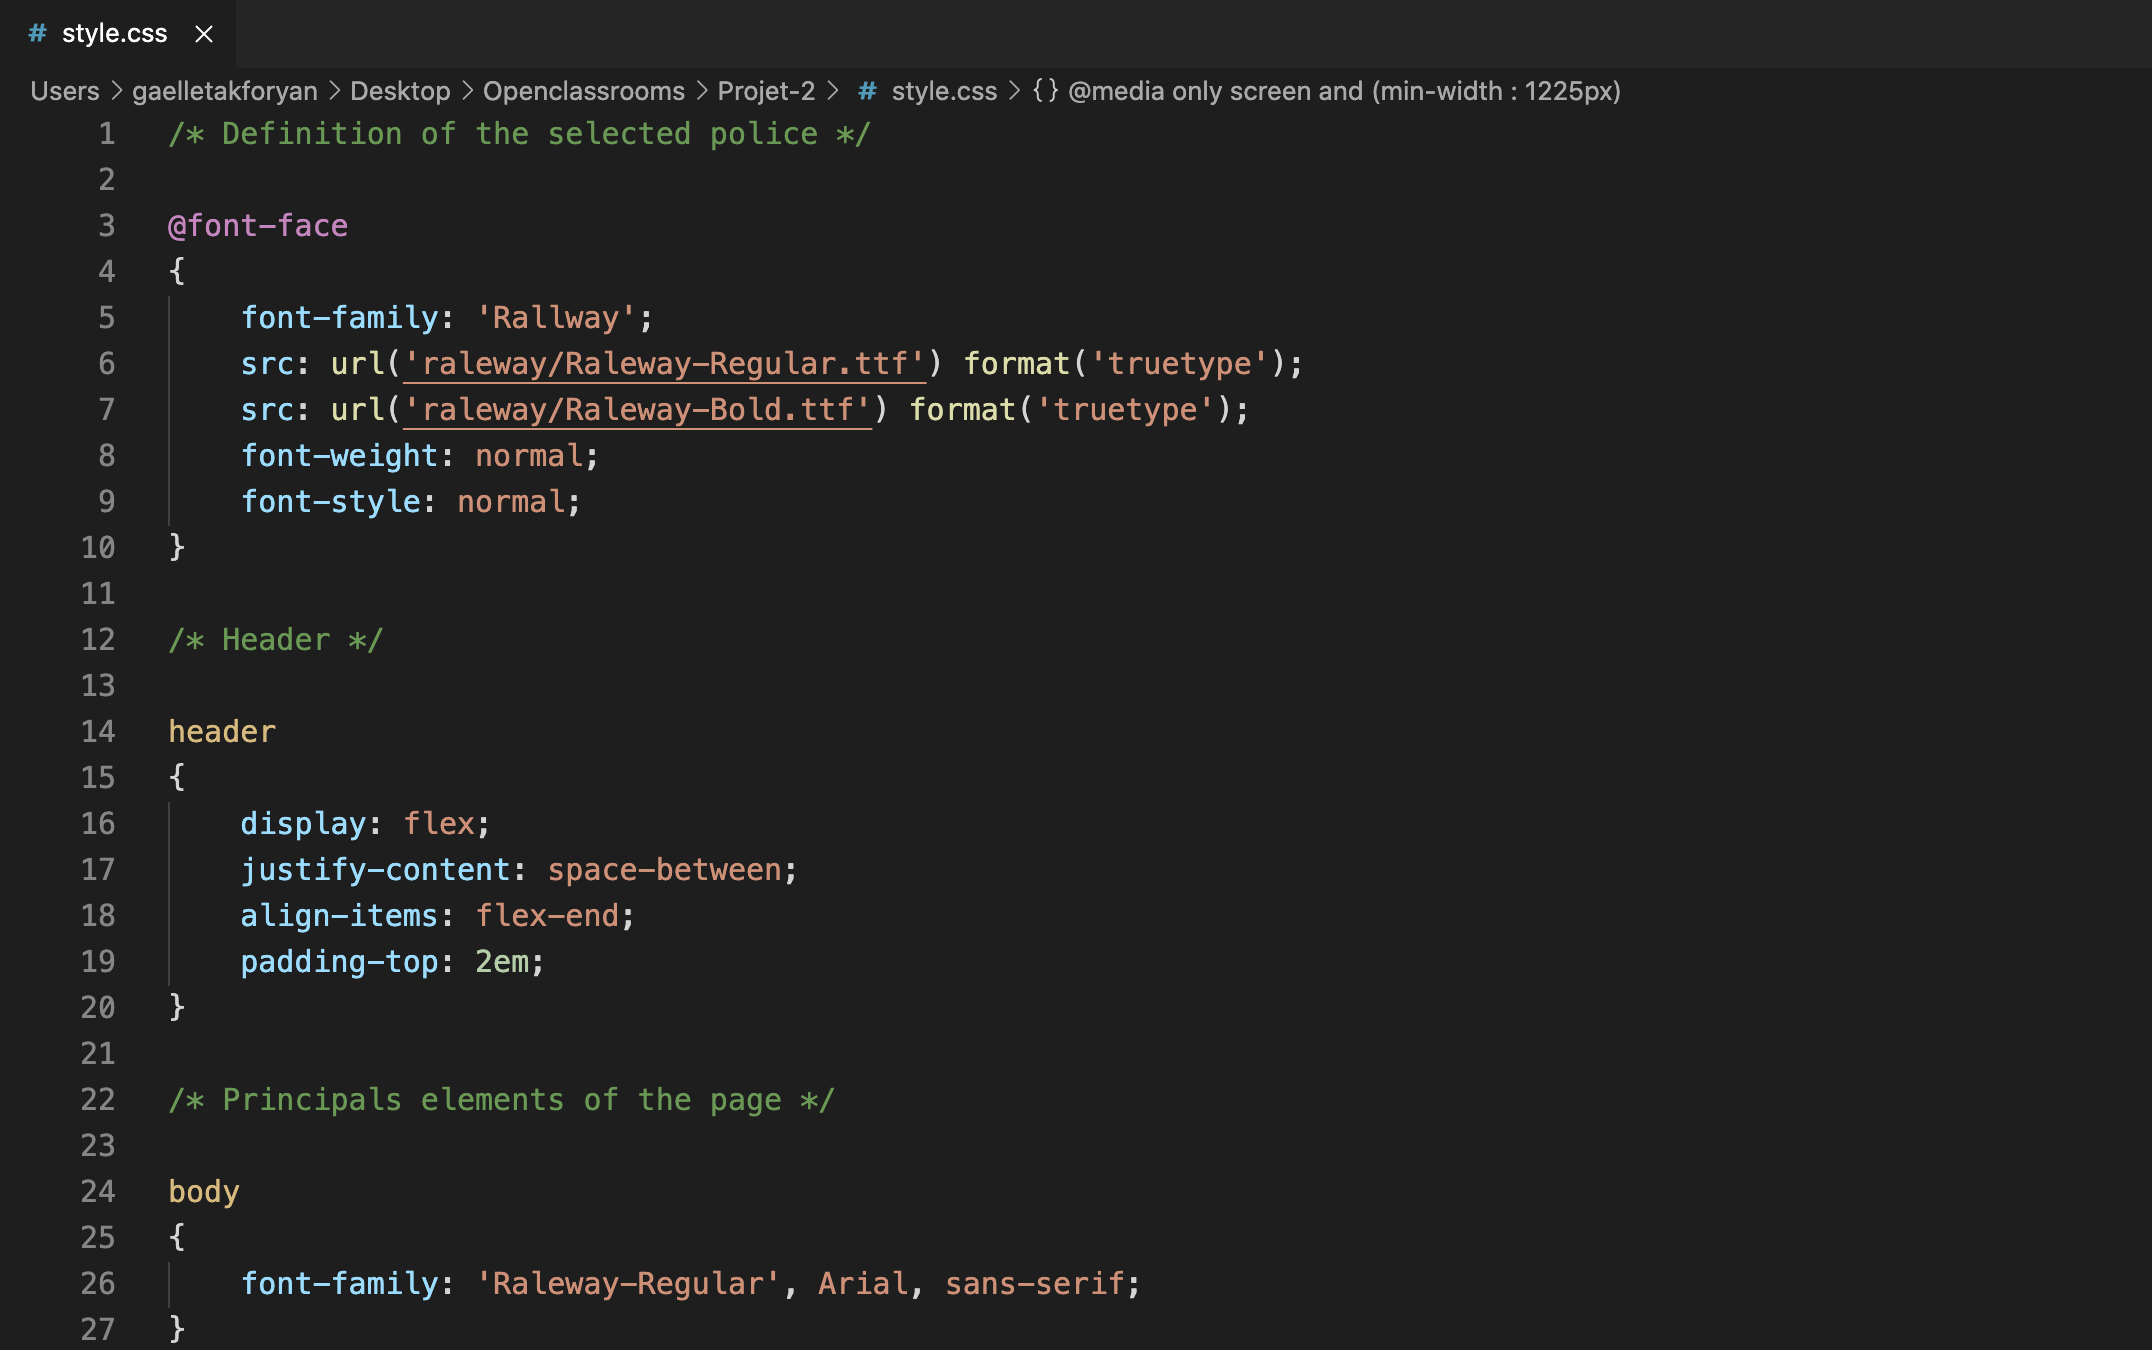 # style.css ×
Users > gaelletakforyan > Desktop > Openclassrooms > Projet-2 > # style.css > {} @media only screen and (min-width : 1225px)
1 /* Definition of the selected police */
2
3 @font-face
4 {
5     font-family: 'Rallway';
6     src: url('raleway/Raleway-Regular.ttf') format('truetype');
7     src: url('raleway/Raleway-Bold.ttf') format('truetype');
8     font-weight: normal;
9     font-style: normal;
10 }
11
12 /* Header */
13
14 header
15 {
16     display: flex;
17     justify-content: space-between;
18     align-items: flex-end;
19     padding-top: 2em;
20 }
21
22 /* Principals elements of the page */
23
24 body
25 {
26     font-family: 'Raleway-Regular', Arial, sans-serif;
27 }